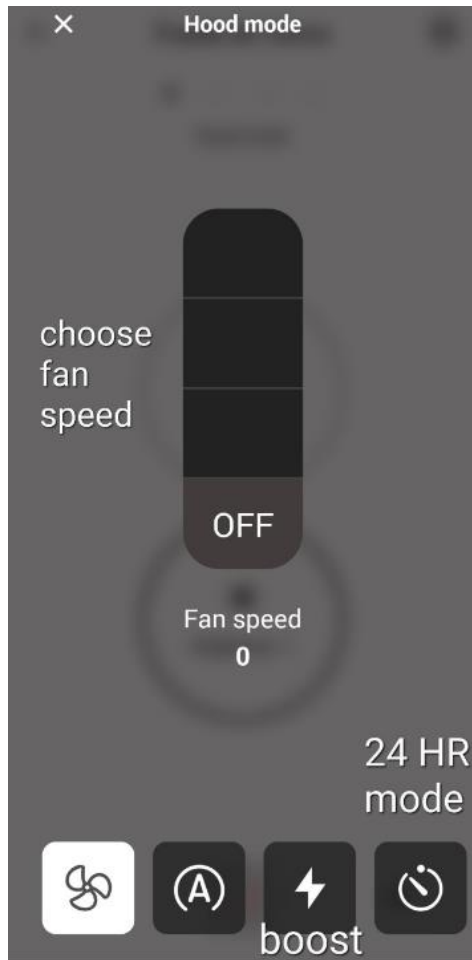 Hood mode
choose
fan
speed
OFF
Fan speed
0
24 HR
mode
A
boost